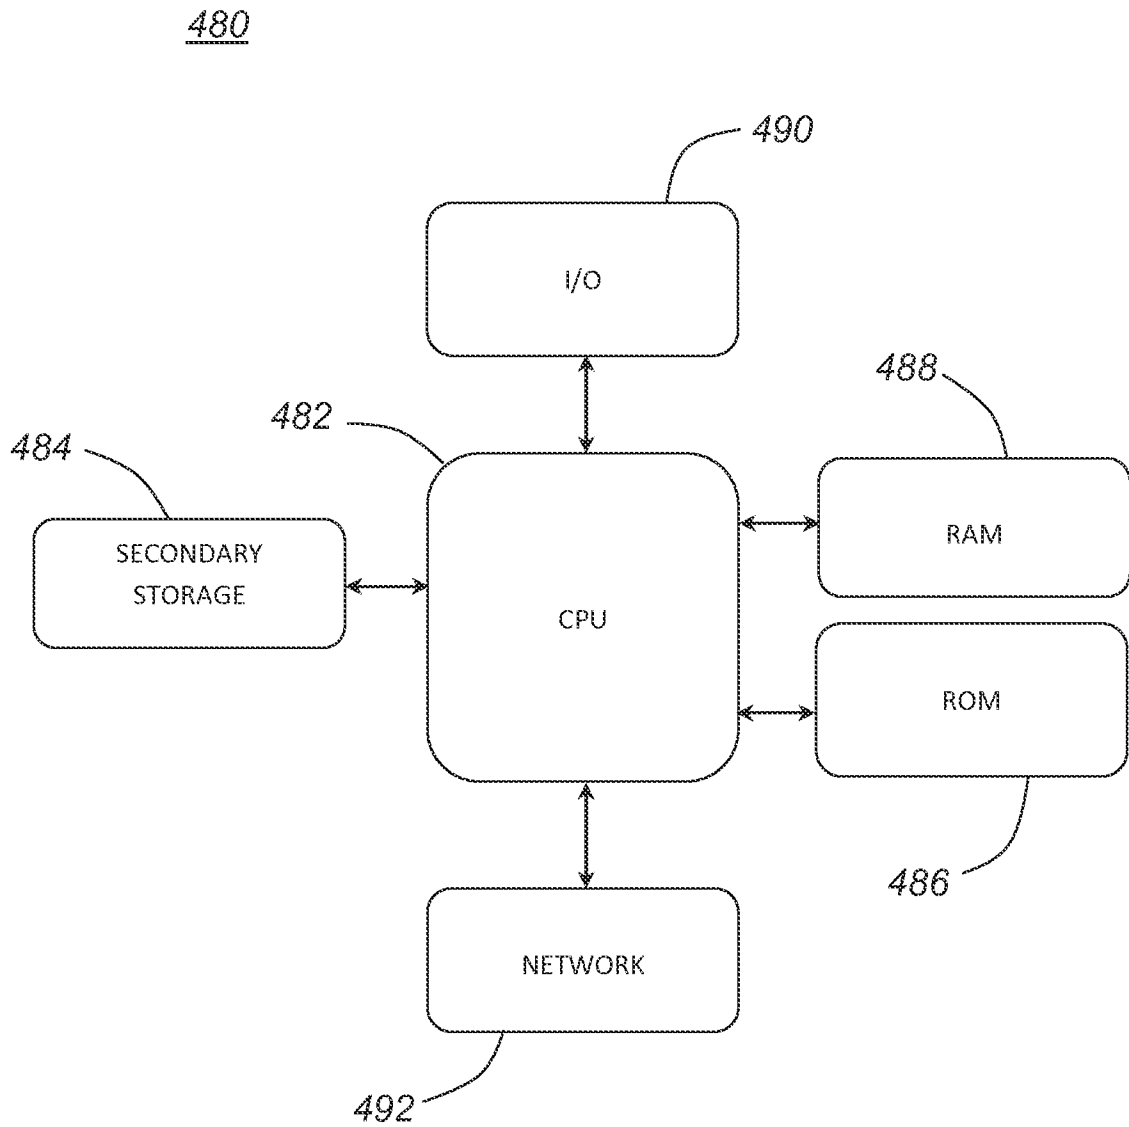 480
490
I/O
488
482
484
RAM
SECONDARY
STORAGE
CPU
ROM
486
NETWORK
492